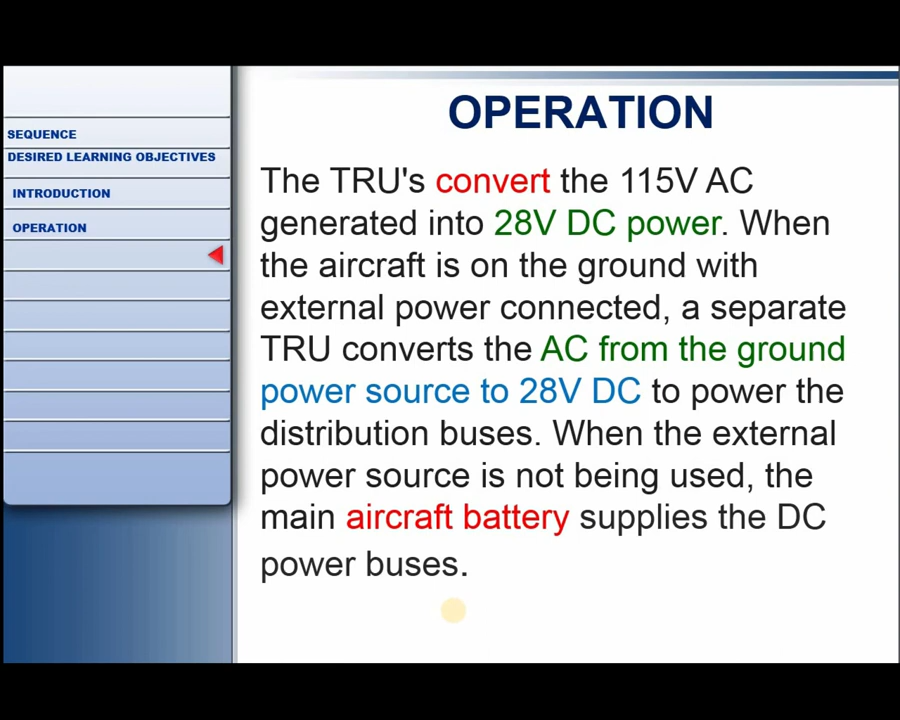 SEQUENCE
DESIRED LEARNING OBJECTIVES
INTRODUCTION
OPERATION
OPERATION
The TRU's convert the 115V AC
generated into 28V DC power. When
the aircraft is on the ground with
external power connected, a separate
TRU converts the AC from the ground
power source to 28V DC to power the
distribution buses. When the external
power source is not being used, the
main aircraft battery supplies the DC
power buses.